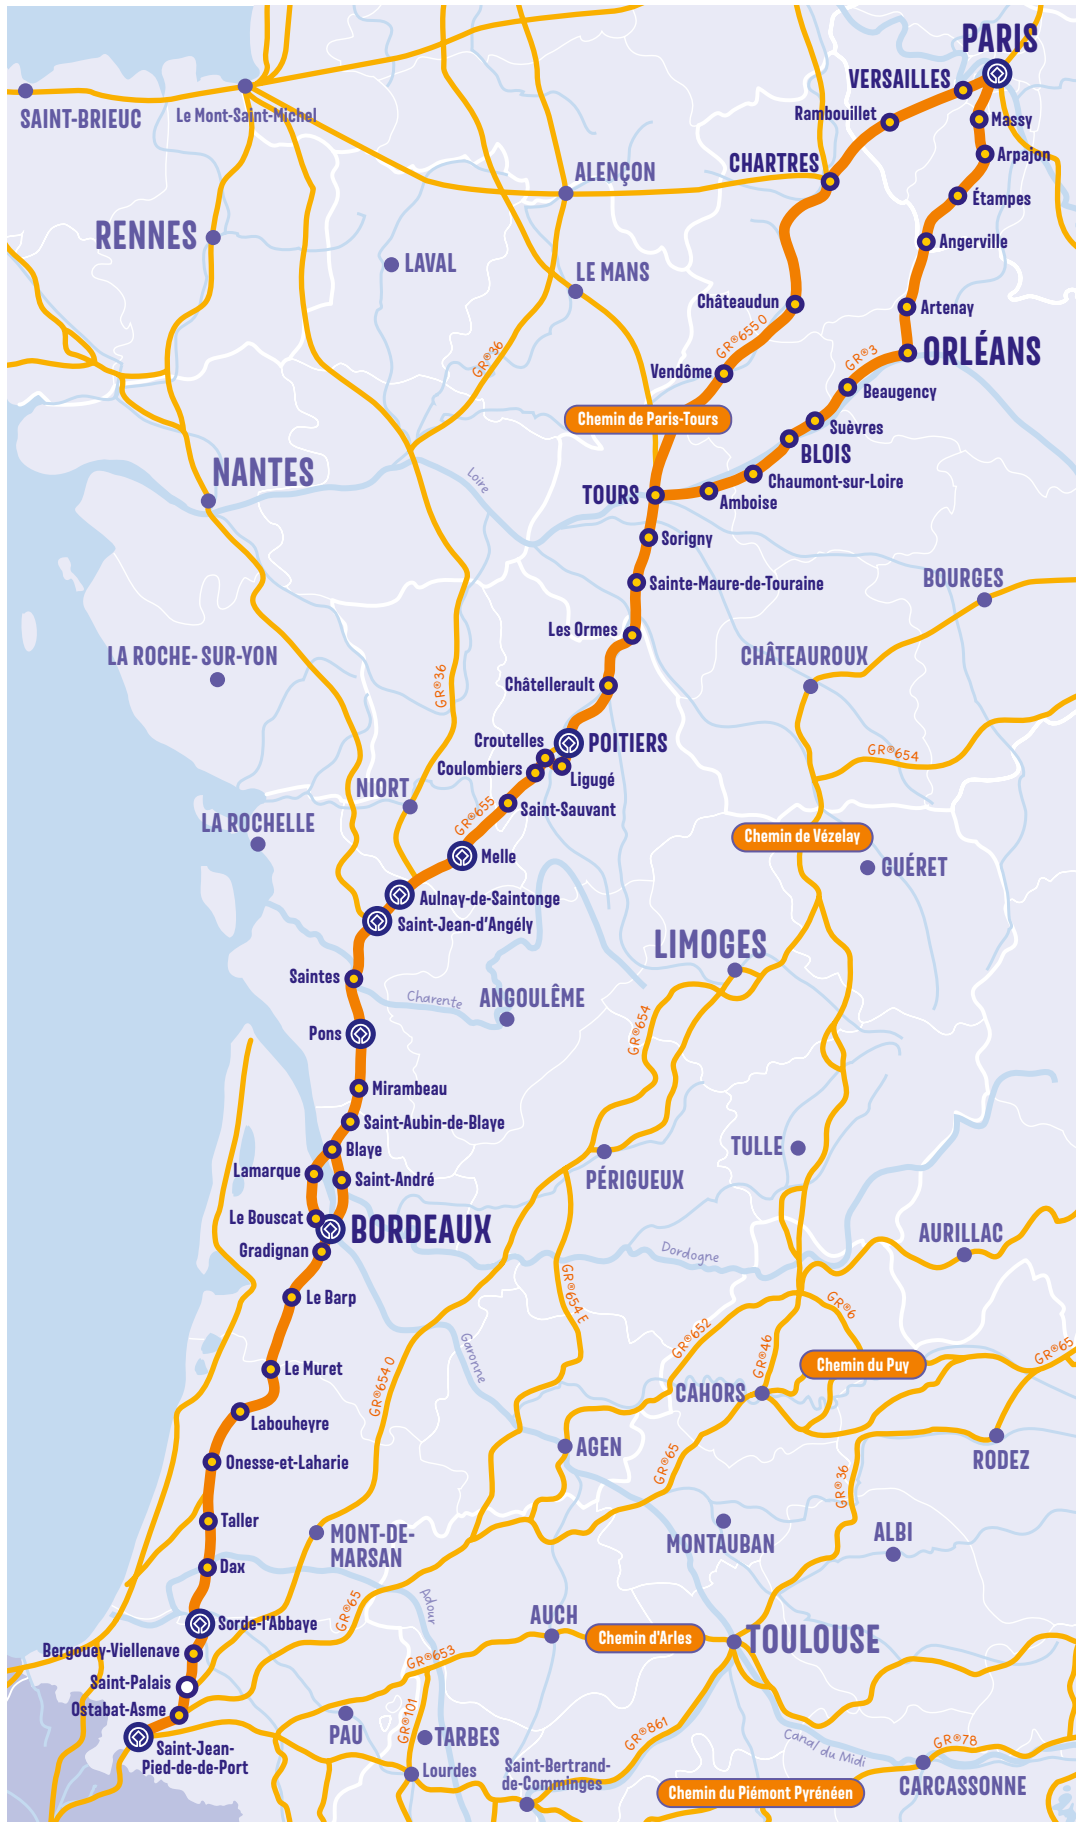 PARIS
VERSAILLES
SAINT-BRIEUC
Le Mont-Saint-Michel
Rambouillet
Massy
Arpajon
CHARTRES
ALENÇON
Étampes
RENNES
Angerville
LAVAL
LE MANS
Châteaudun
Artenay
GR®655 O
GR®36
GR®3
ORLÉANS
Vendôme
Beaugency
Chemin de Paris-Tours
Suèvres
BLOIS
NANTES
Loire
Chaumont-sur-Loire
TOURS
Amboise
Sorigny
BOURGES
Sainte-Maure-de-Touraine
Les Ormes
LA ROCHE-SUR-YON
CHÂTEAUROUX
GR®36
Châtellerault
Croutelles
POITIERS
GR®654
Coulombiers
Ligugé
NIORT
GR®655
Saint-Sauvant
LA ROCHELLE
Chemin de Vézelay
Melle
GUÉRET
Aulnay-de-Saintonge
Saint-Jean-d'Angély
LIMOGES
Saintes
Charente
ANGOULÊME
GR®654
Pons
Mirambeau
Saint-Aubin-de-Blaye
Blaye
TULLE
Lamarque
Saint-André
PÉRIGUEUX
Le Bouscat
BORDEAUX
AURILLAC
Gradignan
Dordogne
Le Barp
GR®654 E
GR®6
GR®652
Garonne
GR®46
GR®65
Le Muret
GR®654 O
Chemin du Puy
CAHORS
Labouheyre
AGEN
Onesse-et-Laharie
GR®65
RODEZ
GR®36
Taller
MONT-DE-
MARSAN
MONTAUBAN
ALBI
Dax
GR®65
Adour
Sorde-l'Abbaye
AUCH
Chemin d'Arles
TOULOUSE
Bergouey-Viellenave
GR®653
Saint-Palais
Ostabat-Asme
GR®101
PAU
TARBES
GR®861
Canal du Midi
GR®78
Saint-Jean-
Pied-de-de-Port
Lourdes
Saint-Bertrand-
de-Comminges
CARCASSONNE
Chemin du Piémont Pyrénéen